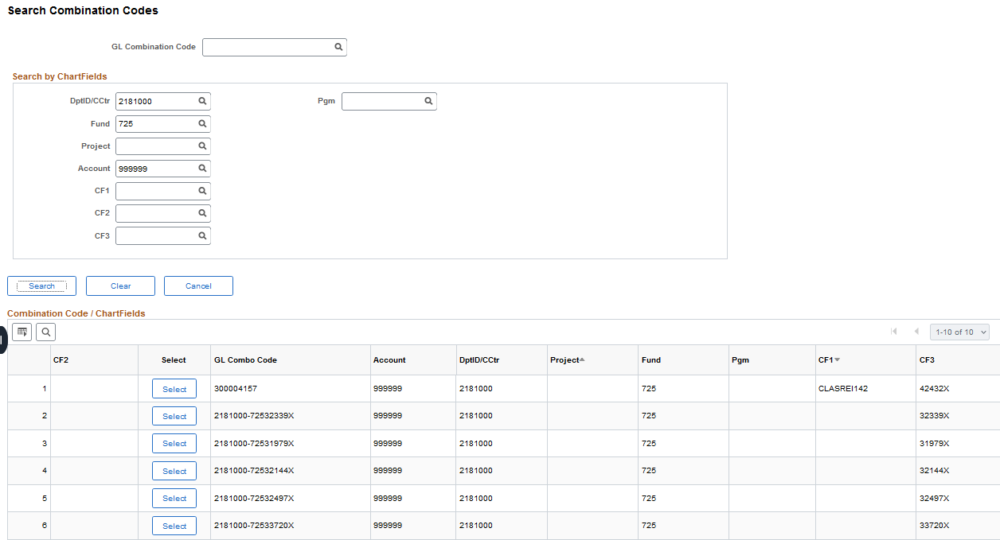 Search Combination Codes
GL Combination Code
Search by ChartFields
DptID/CCtr 2181000 Pgm
Fund 725
Project
Account 999999
CF1
CF2
CF3
Search Clear Cancel
Combination Code / ChartFields
1-10 of 10
CF2 Select GL Combo Code Account DptID/CCtr Project Fund Pgm CF1 CF3
1 Select 300004157 999999 2181000 725 CLASREI142 42432X
2 Select 2181000-72532339X 999999 2181000 725 32339X
3 Select 2181000-72531979X 999999 2181000 725 31979X
4 Select 2181000-72532144X 999999 2181000 725 32144X
5 Select 2181000-72532497X 999999 2181000 725 32497X
6 Select 2181000-72533720X 999999 2181000 725 33720X